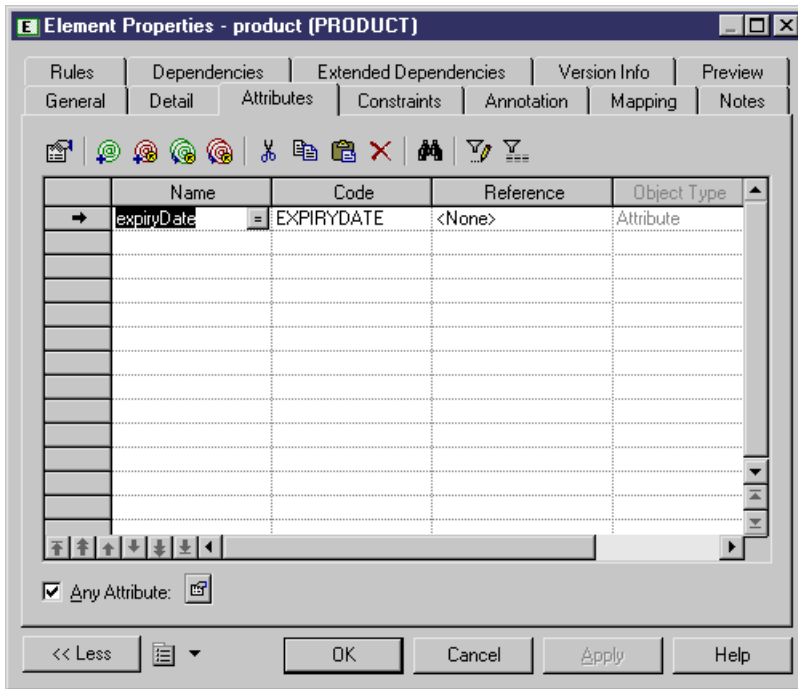 Element Properties - product (PRODUCT)
Rules Dependencies Extended Dependencies Version Info Preview
General Detail Attributes Constraints Annotation Mapping Notes
Name Code Reference Object Type
expiryDate = EXPIRYDATE <None> Attribute
Any Attribute:
<< Less OK Cancel Apply Help